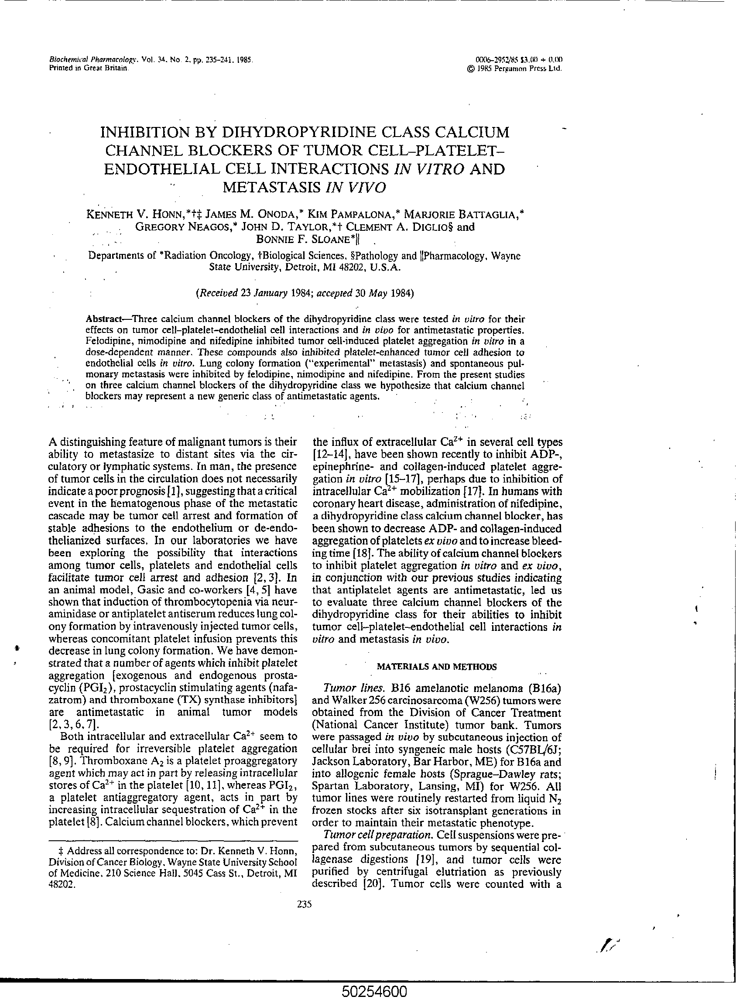 Biochemical Pharmacology, Vol. 34, No. 2, pp. 235–241, 1985.
Printed in Great Britain
0006-2952/85 $3.00 + 0.00
© 1985 Pergamon Press Ltd.
INHIBITION BY DIHYDROPYRIDINE CLASS CALCIUM
CHANNEL BLOCKERS OF TUMOR CELL–PLATELET–
ENDOTHELIAL CELL INTERACTIONS IN VITRO AND
METASTASIS IN VIVO
KENNETH V. HONN,*†‡ JAMES M. ONODA,* KIM PAMPALONA,* MARJORIE BATTAGLIA,*
GREGORY NEAGOS,* JOHN D. TAYLOR,*† CLEMENT A. DIGLIO§ and
BONNIE F. SLOANE*‖
Departments of *Radiation Oncology, †Biological Sciences, §Pathology and ‖Pharmacology, Wayne
State University, Detroit, MI 48202, U.S.A.
(Received 23 January 1984; accepted 30 May 1984)
Abstract—Three calcium channel blockers of the dihydropyridine class were tested in vitro for their
effects on tumor cell–platelet–endothelial cell interactions and in vivo for antimetastatic properties.
Felodipine, nimodipine and nifedipine inhibited tumor cell-induced platelet aggregation in vitro in a
dose-dependent manner. These compounds also inhibited platelet-enhanced tumor cell adhesion to
endothelial cells in vitro. Lung colony formation ("experimental" metastasis) and spontaneous pul-
monary metastasis were inhibited by felodipine, nimodipine and nifedipine. From the present studies
on three calcium channel blockers of the dihydropyridine class we hypothesize that calcium channel
blockers may represent a new generic class of antimetastatic agents.
A distinguishing feature of malignant tumors is their
ability to metastasize to distant sites via the cir-
culatory or lymphatic systems. In man, the presence
of tumor cells in the circulation does not necessarily
indicate a poor prognosis [1], suggesting that a critical
event in the hematogenous phase of the metastatic
cascade may be tumor cell arrest and formation of
stable adhesions to the endothelium or de-endo-
thelianized surfaces. In our laboratories we have
been exploring the possibility that interactions
among tumor cells, platelets and endothelial cells
facilitate tumor cell arrest and adhesion [2, 3]. In
an animal model, Gasic and co-workers [4, 5] have
shown that induction of thrombocytopenia via neur-
aminidase or antiplatelet antiserum reduces lung col-
ony formation by intravenously injected tumor cells,
whereas concomitant platelet infusion prevents this
decrease in lung colony formation. We have demon-
strated that a number of agents which inhibit platelet
aggregation [exogenous and endogenous prosta-
cyclin (PGI₂), prostacyclin stimulating agents (nafa-
zatrom) and thromboxane (TX) synthase inhibitors]
are antimetastatic in animal tumor models
[2, 3, 6, 7].
Both intracellular and extracellular Ca²⁺ seem to
be required for irreversible platelet aggregation
[8, 9]. Thromboxane A₂ is a platelet proaggregatory
agent which may act in part by releasing intracellular
stores of Ca²⁺ in the platelet [10, 11], whereas PGI₂,
a platelet antiaggregatory agent, acts in part by
increasing intracellular sequestration of Ca²⁺ in the
platelet [8]. Calcium channel blockers, which prevent
‡ Address all correspondence to: Dr. Kenneth V. Honn,
Division of Cancer Biology, Wayne State University School
of Medicine, 210 Science Hall, 5045 Cass St., Detroit, MI
48202.
the influx of extracellular Ca²⁺ in several cell types
[12–14], have been shown recently to inhibit ADP-,
epinephrine- and collagen-induced platelet aggre-
gation in vitro [15–17], perhaps due to inhibition of
intracellular Ca²⁺ mobilization [17]. In humans with
coronary heart disease, administration of nifedipine,
a dihydropyridine class calcium channel blocker, has
been shown to decrease ADP- and collagen-induced
aggregation of platelets ex vivo and to increase bleed-
ing time [18]. The ability of calcium channel blockers
to inhibit platelet aggregation in vitro and ex vivo,
in conjunction with our previous studies indicating
that antiplatelet agents are antimetastatic, led us
to evaluate three calcium channel blockers of the
dihydropyridine class for their abilities to inhibit
tumor cell–platelet–endothelial cell interactions in
vitro and metastasis in vivo.
MATERIALS AND METHODS
Tumor lines. B16 amelanotic melanoma (B16a)
and Walker 256 carcinosarcoma (W256) tumors were
obtained from the Division of Cancer Treatment
(National Cancer Institute) tumor bank. Tumors
were passaged in vivo by subcutaneous injection of
cellular brei into syngeneic male hosts (C57BL/6J;
Jackson Laboratory, Bar Harbor, ME) for B16a and
into allogenic female hosts (Sprague–Dawley rats;
Spartan Laboratory, Lansing, MI) for W256. All
tumor lines were routinely restarted from liquid N₂
frozen stocks after six isotransplant generations in
order to maintain their metastatic phenotype.
Tumor cell preparation. Cell suspensions were pre-
pared from subcutaneous tumors by sequential col-
lagenase digestions [19], and tumor cells were
purified by centrifugal elutriation as previously
described [20]. Tumor cells were counted with a
235
50254600